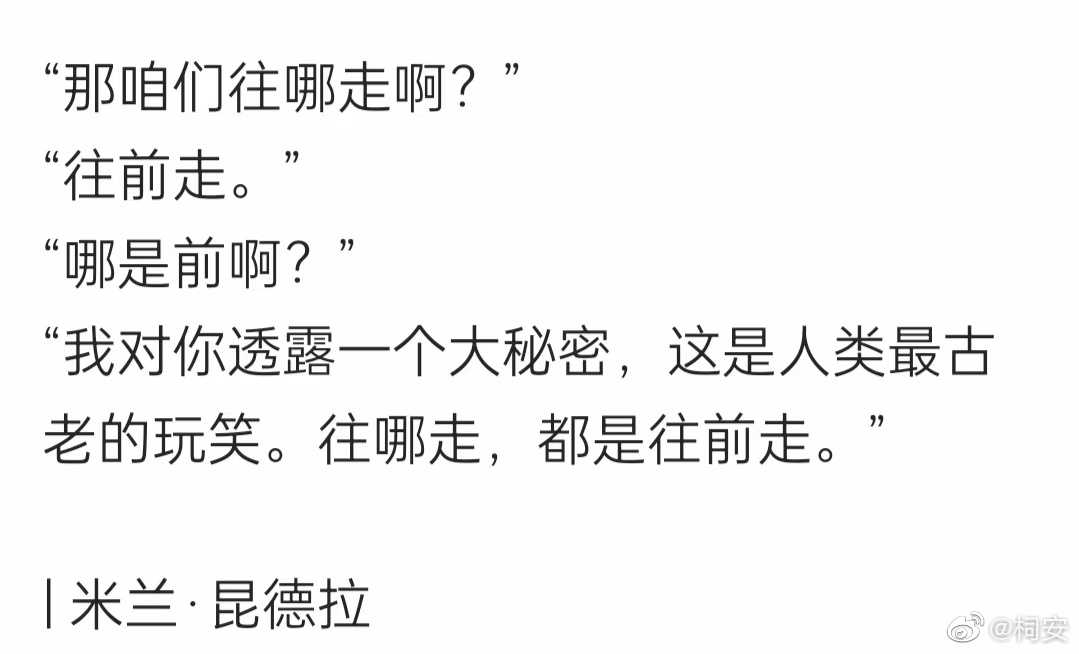 “那咱们往哪走啊？”
“往前走。”
“哪是前啊？”
“我对你透露一个大秘密，这是人类最古
老的玩笑。往哪走，都是往前走。”
| 米兰·昆德拉
@桐安